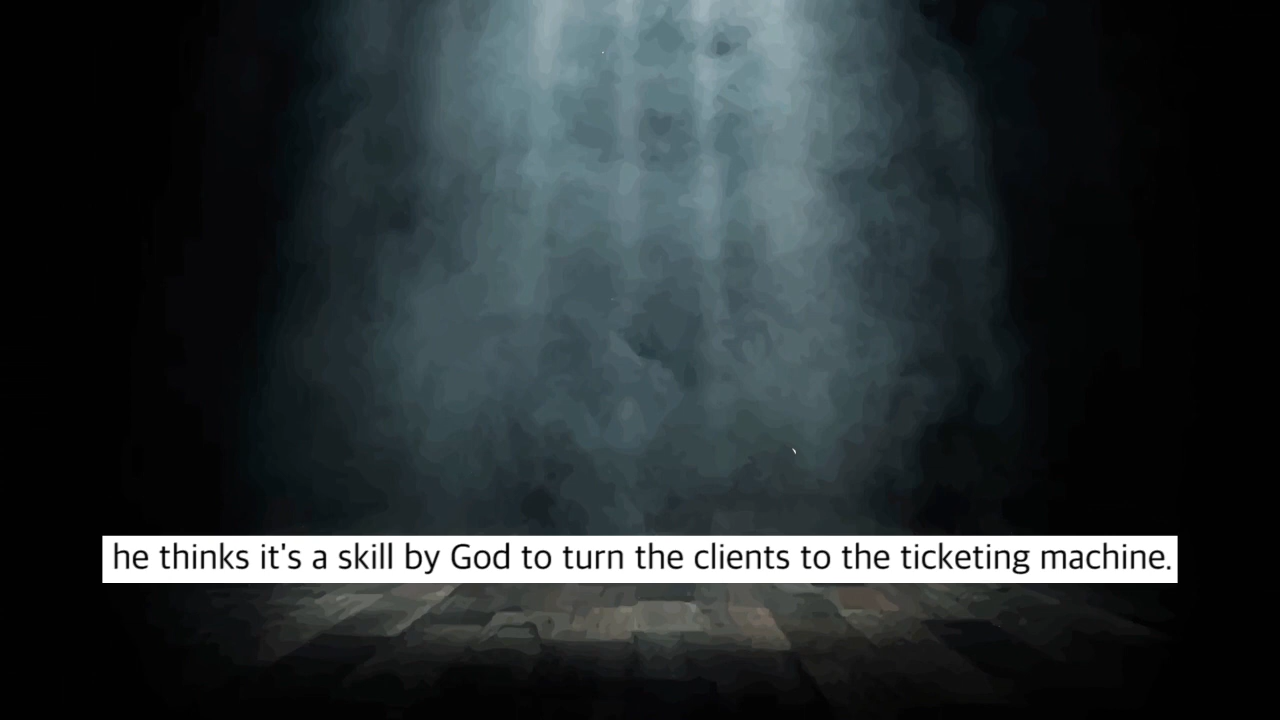 he thinks it's a skill by God to turn the clients to the ticketing machine.